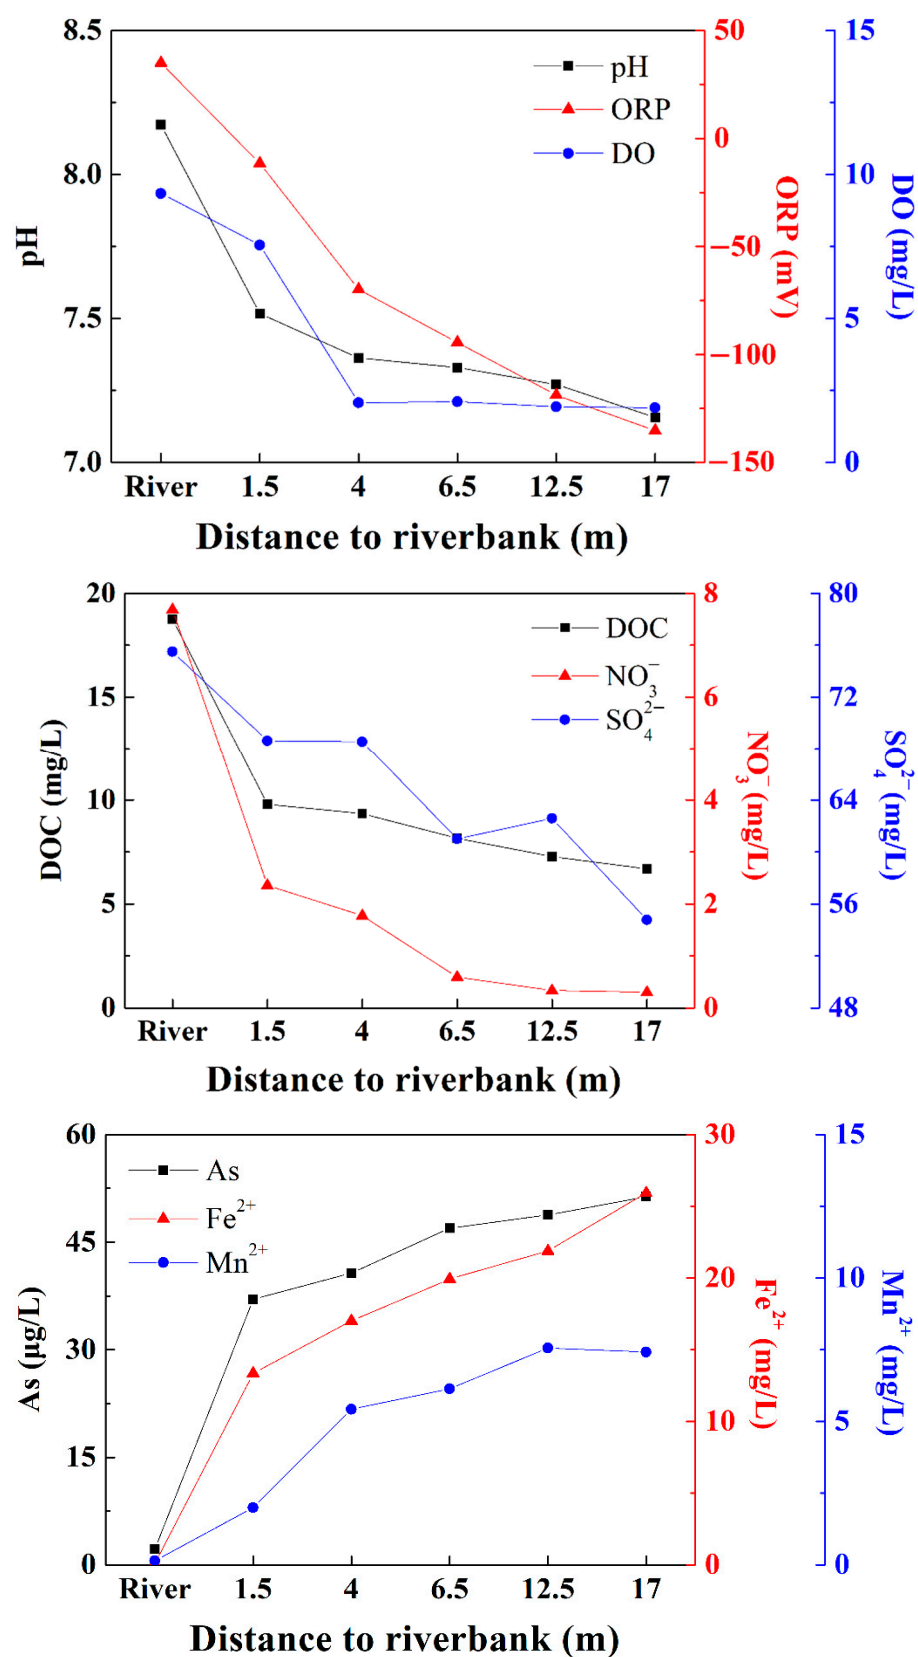 8.5
8.0
7.5
7.0
pH
pH
ORP
DO
50
0
−50
−100
−150
ORP (mV)
15
10
5
0
DO (mg/L)
River 1.5 4 6.5 12.5 17
Distance to riverbank (m)
20
15
10
5
0
DOC (mg/L)
DOC
NO₃⁻
SO₄²⁻
8
6
4
2
0
NO₃⁻ (mg/L)
80
72
64
56
48
SO₄²⁻ (mg/L)
River 1.5 4 6.5 12.5 17
Distance to riverbank (m)
60
45
30
15
0
As (μg/L)
As
Fe²⁺
Mn²⁺
30
20
10
0
Fe²⁺ (mg/L)
15
10
5
0
Mn²⁺ (mg/L)
River 1.5 4 6.5 12.5 17
Distance to riverbank (m)